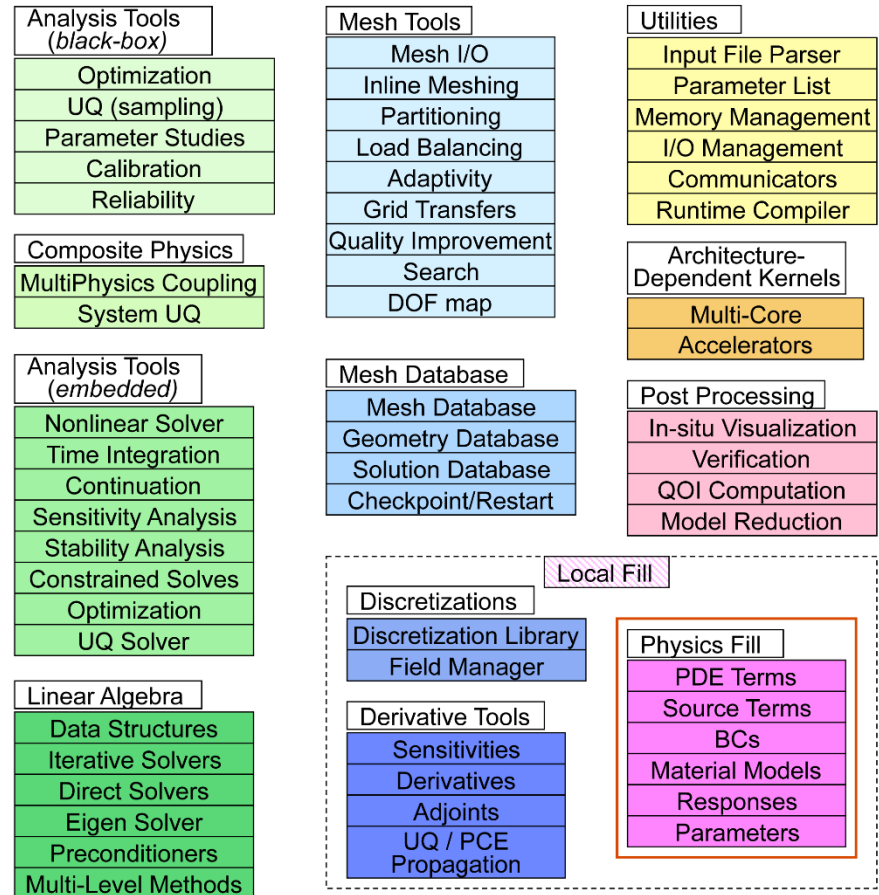 Analysis Tools
(black-box)
Optimization
UQ (sampling)
Parameter Studies
Calibration
Reliability
Composite Physics
MultiPhysics Coupling
System UQ
Analysis Tools
(embedded)
Nonlinear Solver
Time Integration
Continuation
Sensitivity Analysis
Stability Analysis
Constrained Solves
Optimization
UQ Solver
Linear Algebra
Data Structures
Iterative Solvers
Direct Solvers
Eigen Solver
Preconditioners
Multi-Level Methods
Mesh Tools
Mesh I/O
Inline Meshing
Partitioning
Load Balancing
Adaptivity
Grid Transfers
Quality Improvement
Search
DOF map
Mesh Database
Mesh Database
Geometry Database
Solution Database
Checkpoint/Restart
Utilities
Input File Parser
Parameter List
Memory Management
I/O Management
Communicators
Runtime Compiler
Architecture-
Dependent Kernels
Multi-Core
Accelerators
Post Processing
In-situ Visualization
Verification
QOI Computation
Model Reduction
Local Fill
Discretizations
Discretization Library
Field Manager
Derivative Tools
Sensitivities
Derivatives
Adjoints
UQ / PCE
Propagation
Physics Fill
PDE Terms
Source Terms
BCs
Material Models
Responses
Parameters